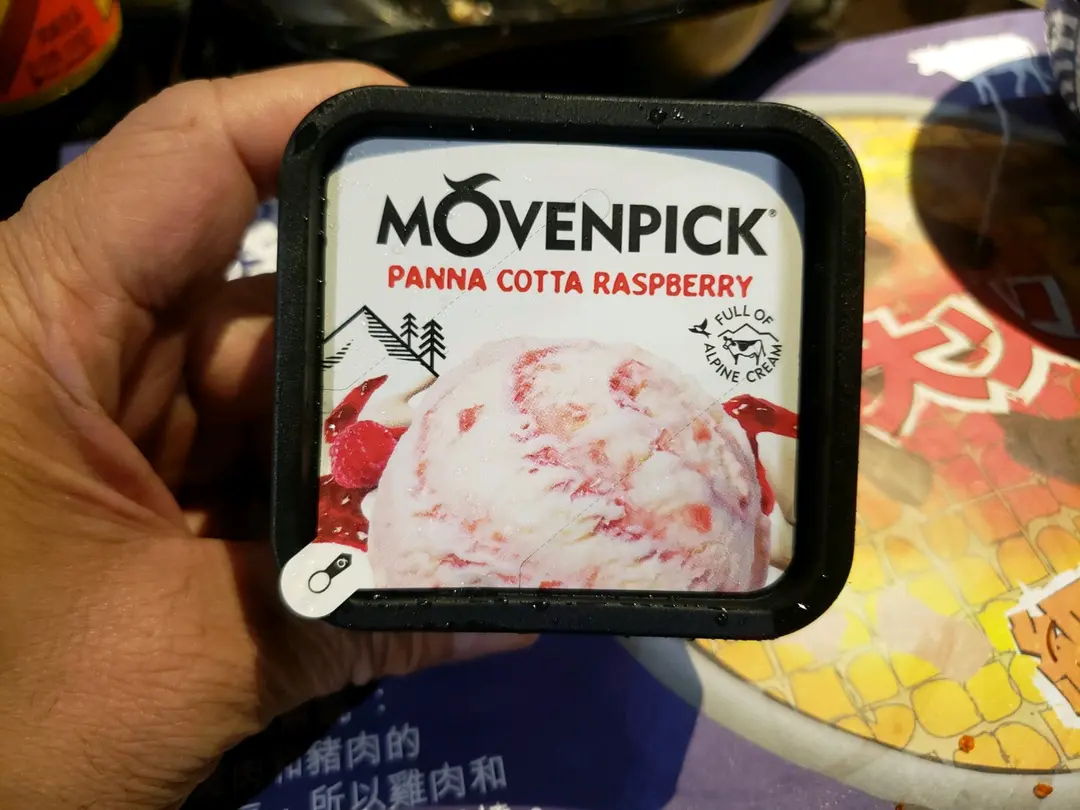 MÖVENPICK®
PANNA COTTA RASPBERRY
FULL OF
ALPINE CREAM
和豬肉的
所以雞肉和